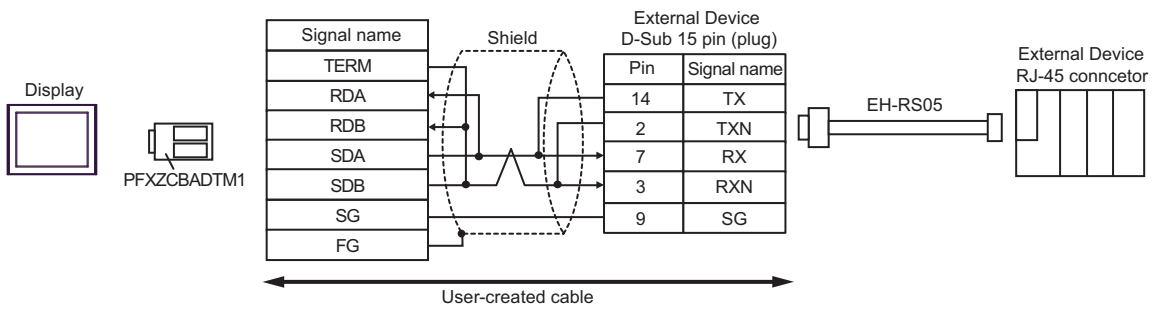 Display
PFXZCBADTM1
Signal name
TERM
RDA
RDB
SDA
SDB
SG
FG
Shield
External Device
D-Sub 15 pin (plug)
Pin Signal name
14 TX
2 TXN
7 RX
3 RXN
9 SG
EH-RS05
External Device
RJ-45 conncetor
User-created cable